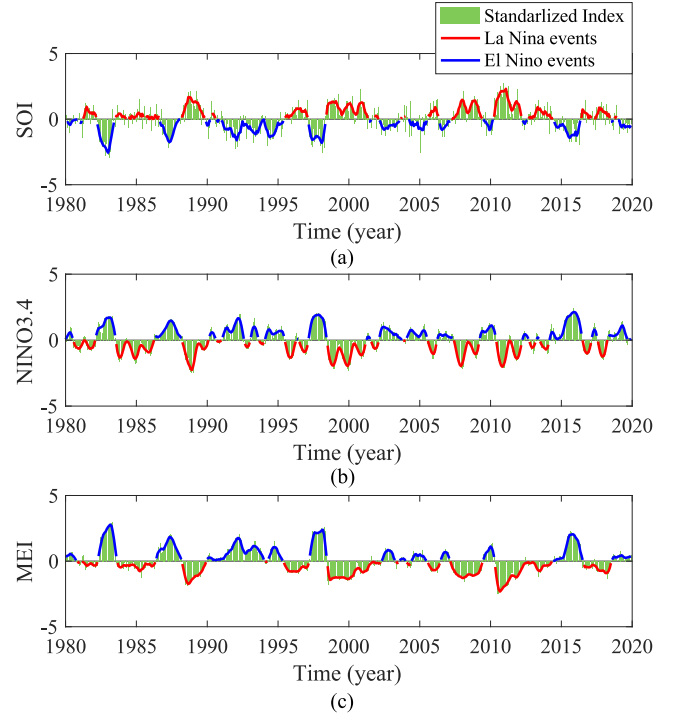 Standarlized Index
La Nina events
El Nino events
5
0
-5
SOI
1980 1985 1990 1995 2000 2005 2010 2015 2020
Time (year)
(a)
5
0
-5
NINO3.4
1980 1985 1990 1995 2000 2005 2010 2015 2020
Time (year)
(b)
5
0
-5
MEI
1980 1985 1990 1995 2000 2005 2010 2015 2020
Time (year)
(c)